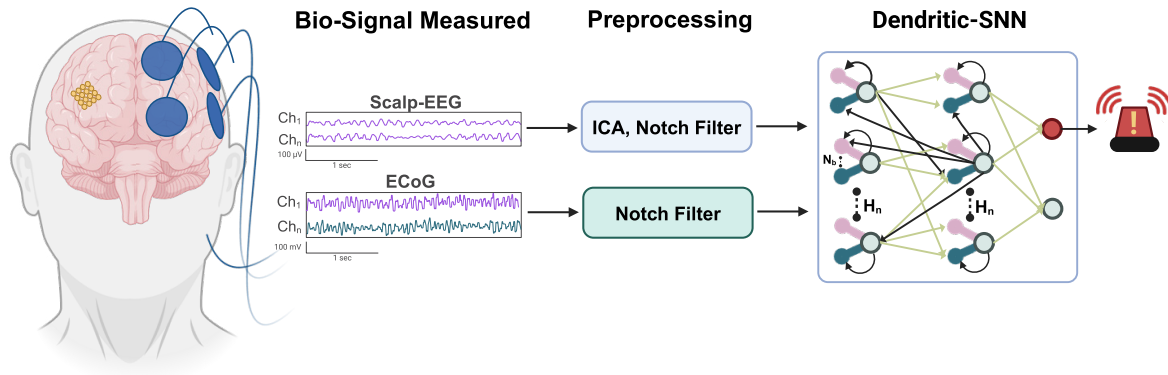 Bio-Signal Measured
Preprocessing
Dendritic-SNN
Scalp-EEG
Ch1
Chn
100 µV
1 sec
ICA, Notch Filter
ECoG
Ch1
Chn
100 mV
1 sec
Notch Filter
Nb
Hn
Hn
!